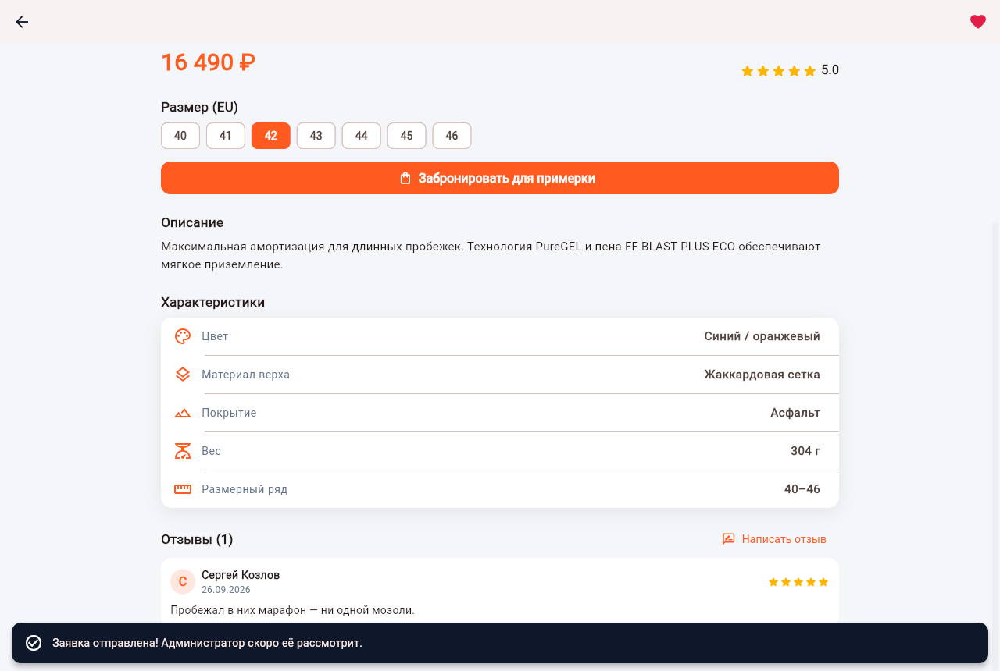 16 490 ₽
5.0
Размер (EU)
40 41 42 43 44 45 46
Забронировать для примерки
Описание
Максимальная амортизация для длинных пробежек. Технология PureGEL и пена FF BLAST PLUS ECO обеспечивают
мягкое приземление.
Характеристики
Цвет Синий / оранжевый
Материал верха Жаккардовая сетка
Покрытие Асфальт
Вес 304 г
Размерный ряд 40–46
Отзывы (1) Написать отзыв
С Сергей Козлов
26.09.2026
Пробежал в них марафон — ни одной мозоли.
Заявка отправлена! Администратор скоро её рассмотрит.